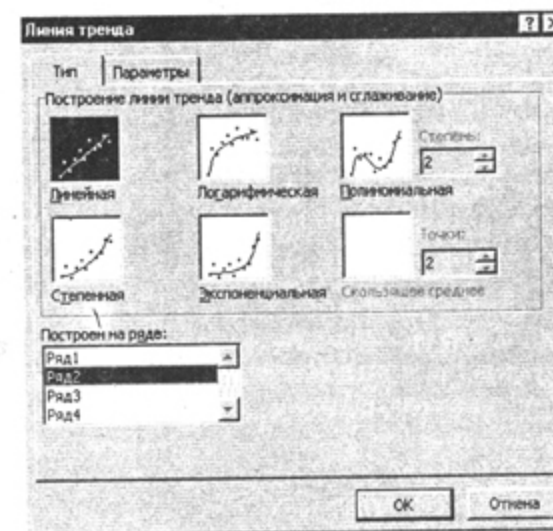 Линия тренда
Тип Параметры
Построение линии тренда (аппроксимация и сглаживание)
Степень:
2
Линейная Логарифмическая Полиномиальная
Точки:
2
Степенная Экспоненциальная Скользящее среднее
Построен на ряде:
Ряд1
Ряд2
Ряд3
Ряд4
OK Отмена